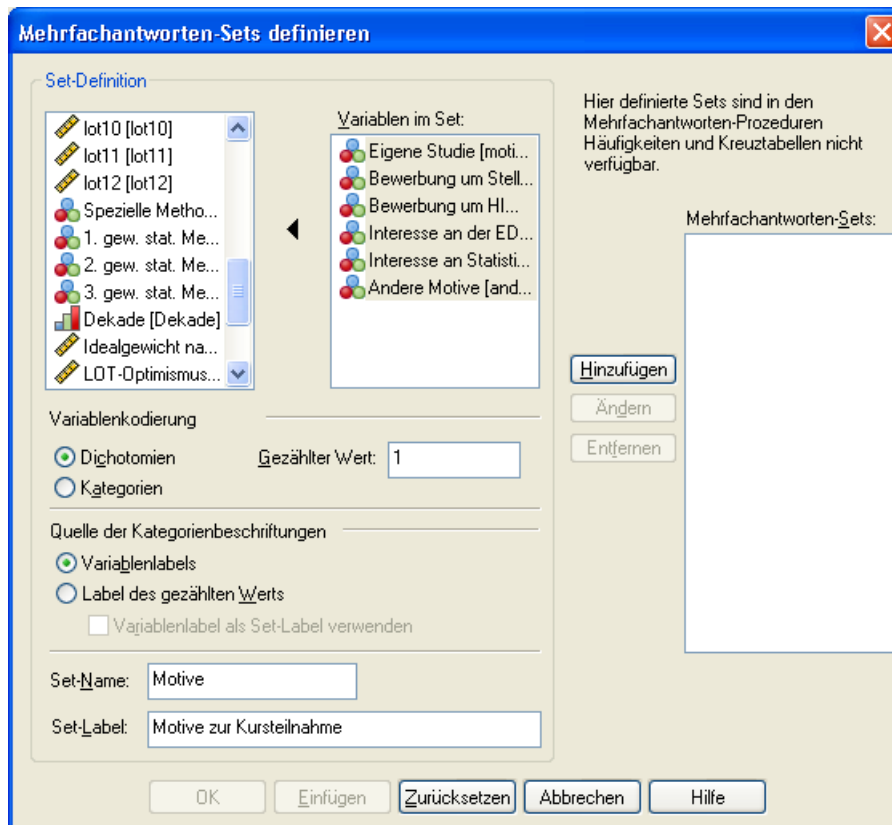 Mehrfachantworten-Sets definieren
Set-Definition
lot10 [lot10]
lot11 [lot11]
lot12 [lot12]
Spezielle Metho...
1. gew. stat. Me...
2. gew. stat. Me...
3. gew. stat. Me...
Dekade [Dekade]
Idealgewicht na...
LOT-Optimismus...
Variablen im Set:
Eigene Studie [moti...
Bewerbung um Stell...
Bewerbung um HI...
Interesse an der ED...
Interesse an Statisti...
Andere Motive [and...
Hier definierte Sets sind in den
Mehrfachantworten-Prozeduren
Häufigkeiten und Kreuztabellen nicht
verfügbar.
Mehrfachantworten-Sets:
Hinzufügen
Ändern
Entfernen
Variablenkodierung
Dichotomien
Gezählter Wert: 1
Kategorien
Quelle der Kategorienbeschriftungen
Variablenlabels
Label des gezählten Werts
Variablenlabel als Set-Label verwenden
Set-Name: Motive
Set-Label: Motive zur Kursteilnahme
OK
Einfügen
Zurücksetzen
Abbrechen
Hilfe